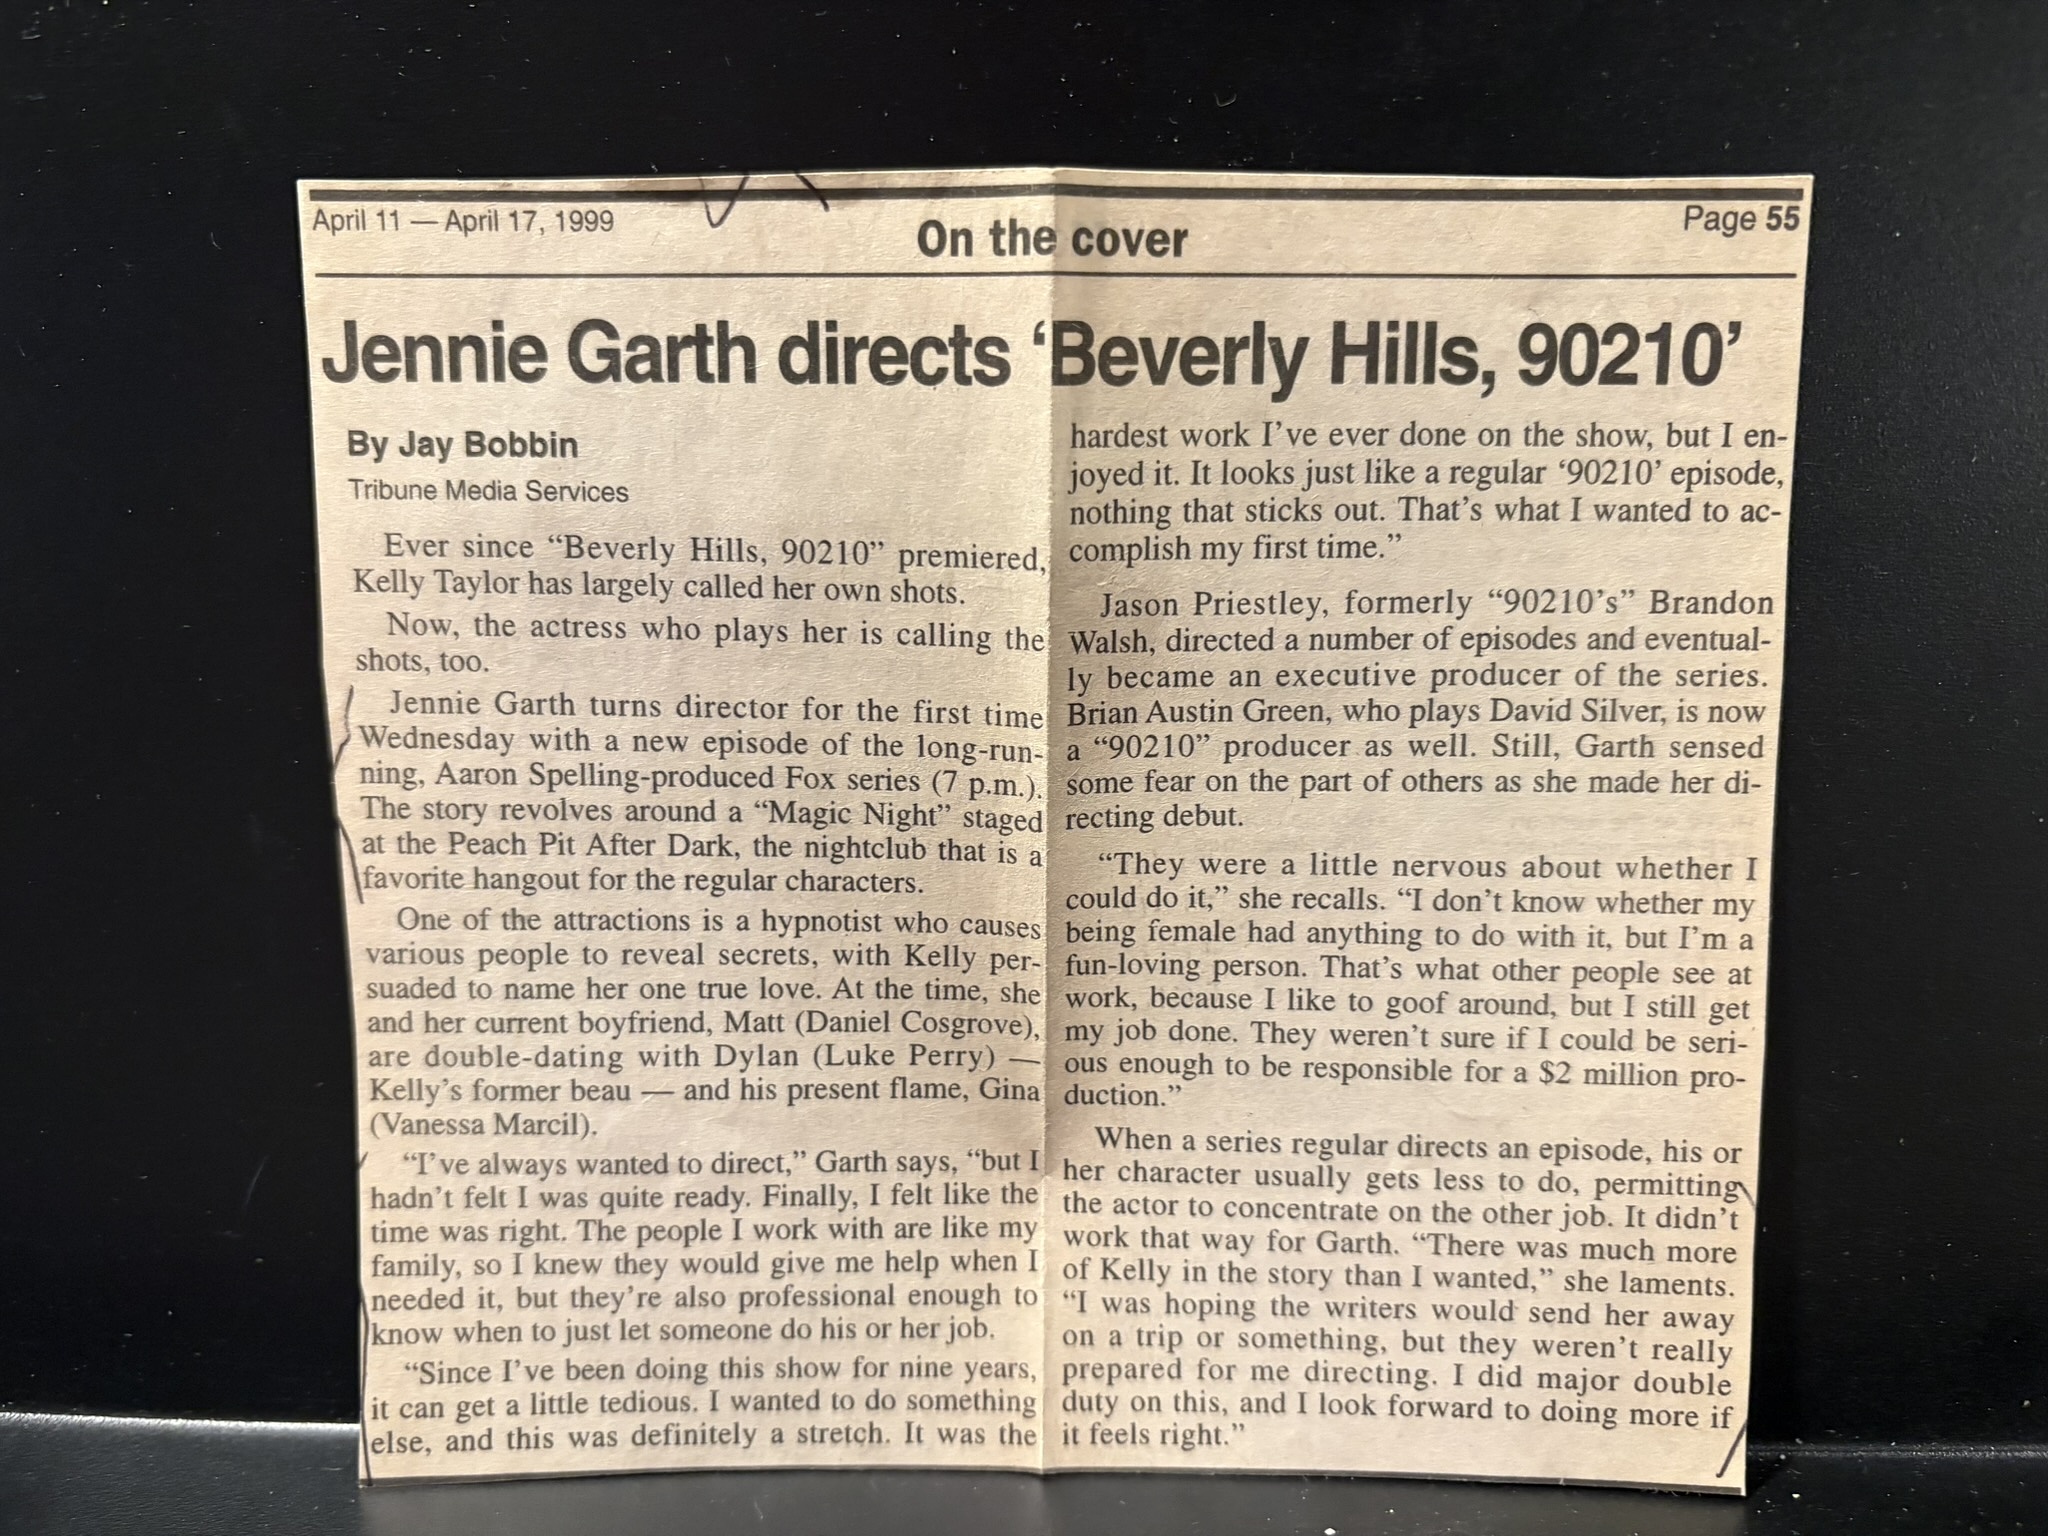 April 11 — April 17, 1999
On the cover
Page 55
Jennie Garth directs ‘Beverly Hills, 90210’
By Jay Bobbin
Tribune Media Services
Ever since “Beverly Hills, 90210” premiered,
Kelly Taylor has largely called her own shots.
Now, the actress who plays her is calling the
shots, too.
Jennie Garth turns director for the first time
Wednesday with a new episode of the long-run-
ning, Aaron Spelling-produced Fox series (7 p.m.).
The story revolves around a “Magic Night” staged
at the Peach Pit After Dark, the nightclub that is a
favorite hangout for the regular characters.
One of the attractions is a hypnotist who causes
various people to reveal secrets, with Kelly per-
suaded to name her one true love. At the time, she
and her current boyfriend, Matt (Daniel Cosgrove),
are double-dating with Dylan (Luke Perry) —
Kelly’s former beau — and his present flame, Gina
(Vanessa Marcil).
“I’ve always wanted to direct,” Garth says, “but I
hadn’t felt I was quite ready. Finally, I felt like the
time was right. The people I work with are like my
family, so I knew they would give me help when I
needed it, but they’re also professional enough to
know when to just let someone do his or her job.
“Since I’ve been doing this show for nine years,
it can get a little tedious. I wanted to do something
else, and this was definitely a stretch. It was the
hardest work I’ve ever done on the show, but I en-
joyed it. It looks just like a regular ‘90210’ episode,
nothing that sticks out. That’s what I wanted to ac-
complish my first time.”
Jason Priestley, formerly “90210’s” Brandon
Walsh, directed a number of episodes and eventual-
ly became an executive producer of the series.
Brian Austin Green, who plays David Silver, is now
a “90210” producer as well. Still, Garth sensed
some fear on the part of others as she made her di-
recting debut.
“They were a little nervous about whether I
could do it,” she recalls. “I don’t know whether my
being female had anything to do with it, but I’m a
fun-loving person. That’s what other people see at
work, because I like to goof around, but I still get
my job done. They weren’t sure if I could be seri-
ous enough to be responsible for a $2 million pro-
duction.”
When a series regular directs an episode, his or
her character usually gets less to do, permitting
the actor to concentrate on the other job. It didn’t
work that way for Garth. “There was much more
of Kelly in the story than I wanted,” she laments.
“I was hoping the writers would send her away
on a trip or something, but they weren’t really
prepared for me directing. I did major double
duty on this, and I look forward to doing more if
it feels right.”